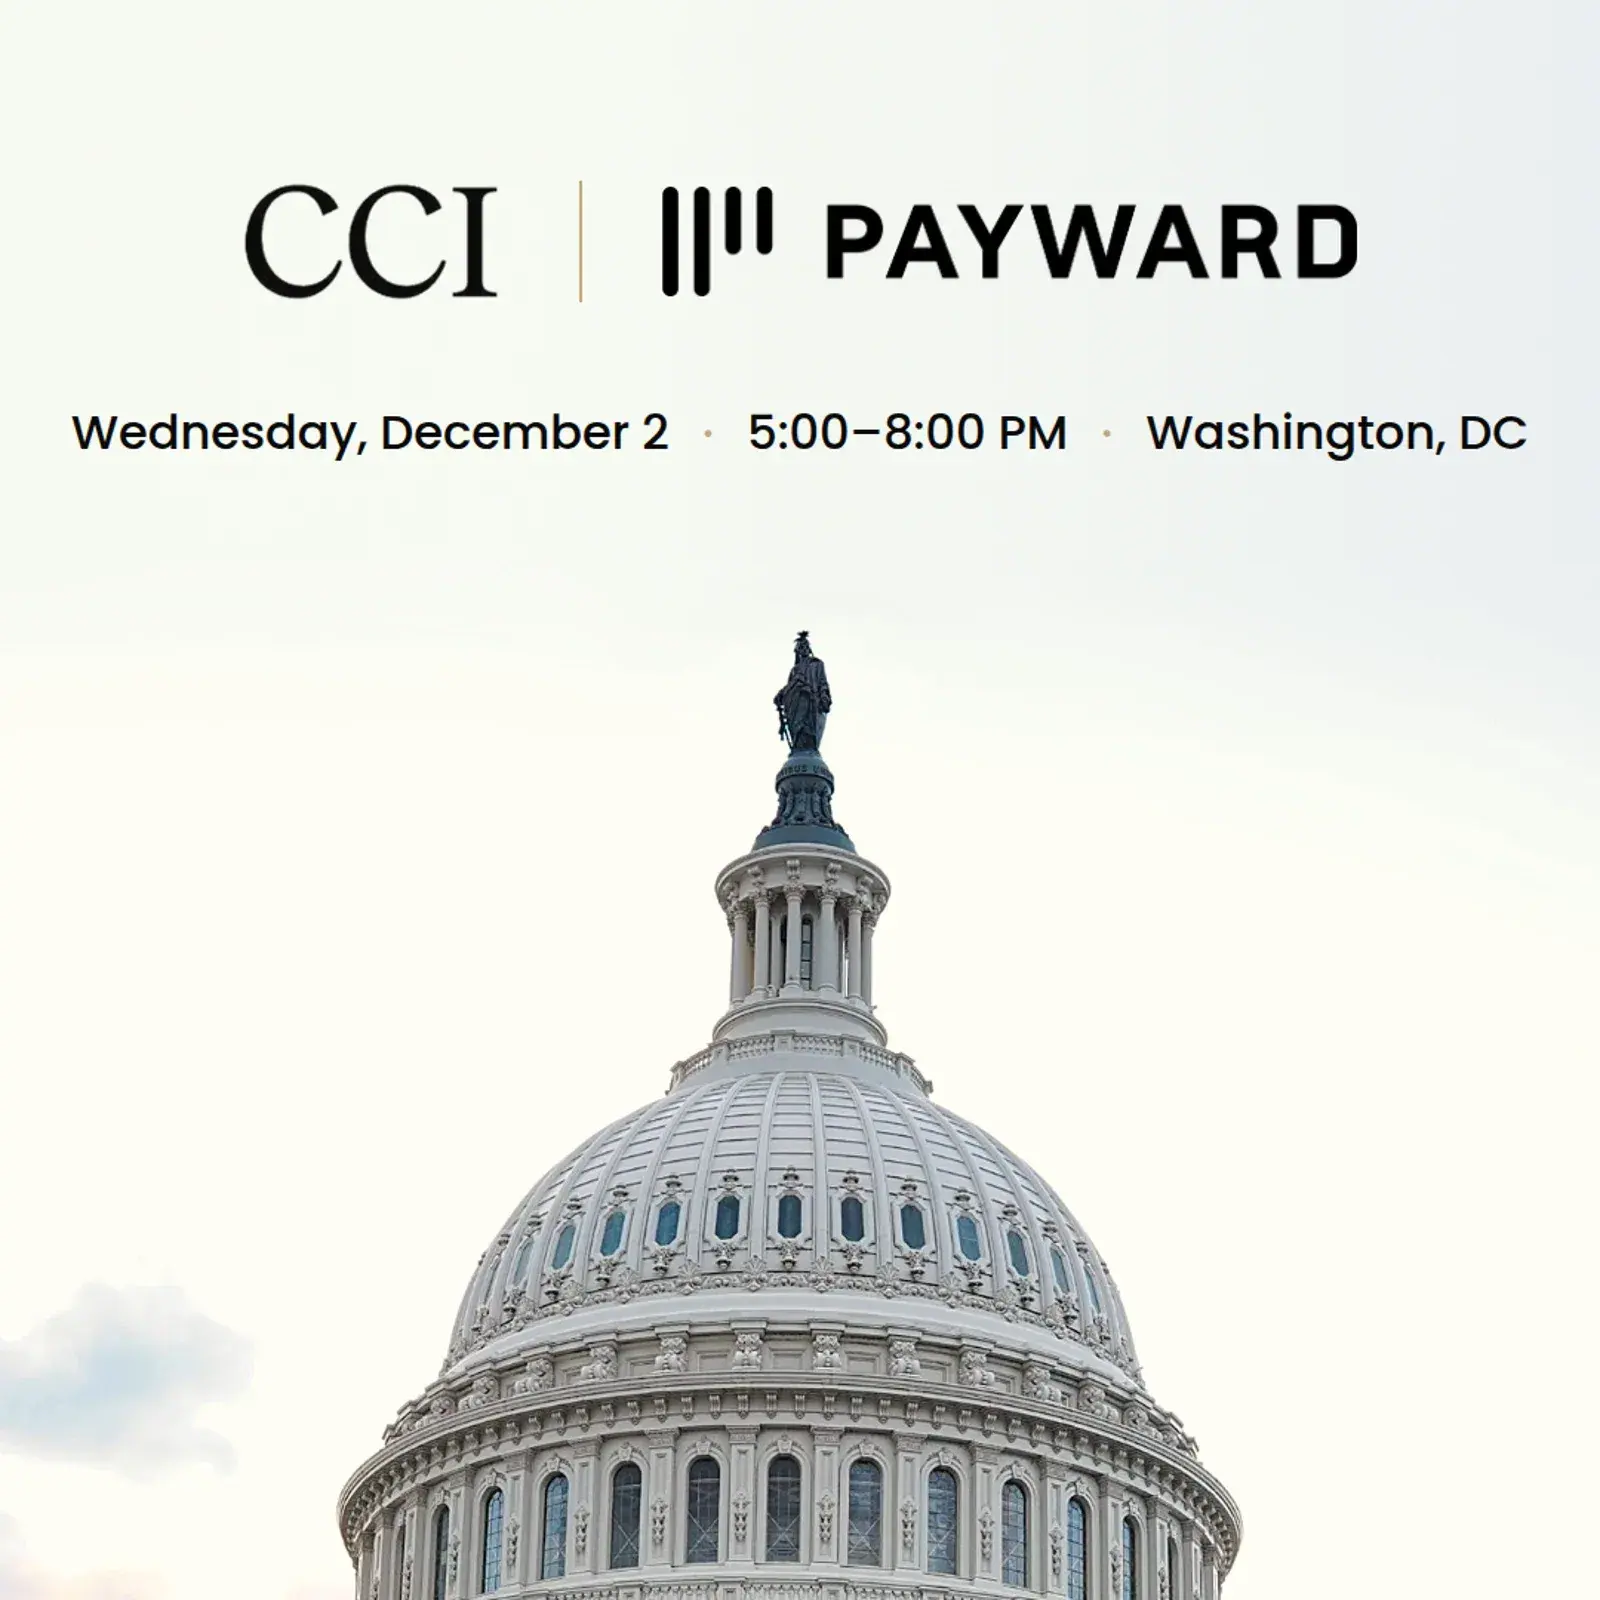 CCI | PAYWARD
Wednesday, December 2 · 5:00–8:00 PM · Washington, DC